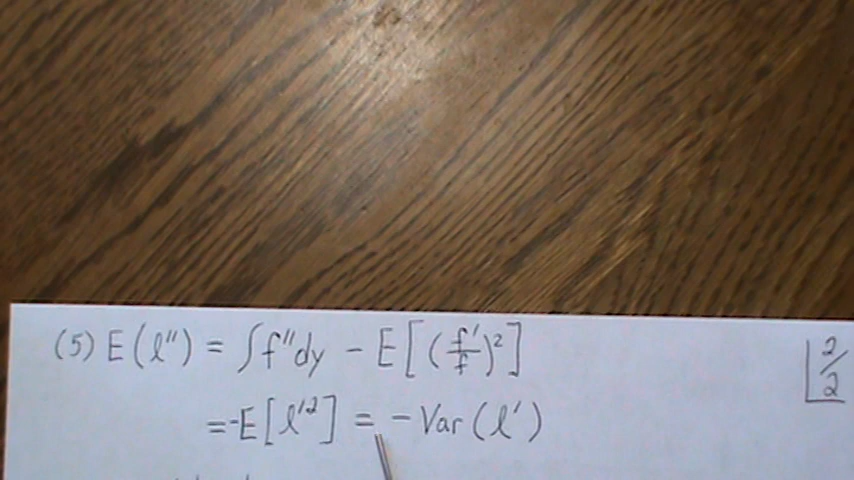 (5) E(l'') = ∫f''dy - E[(f'/f)²]
= -E[l'²] = - Var(l')
2/2